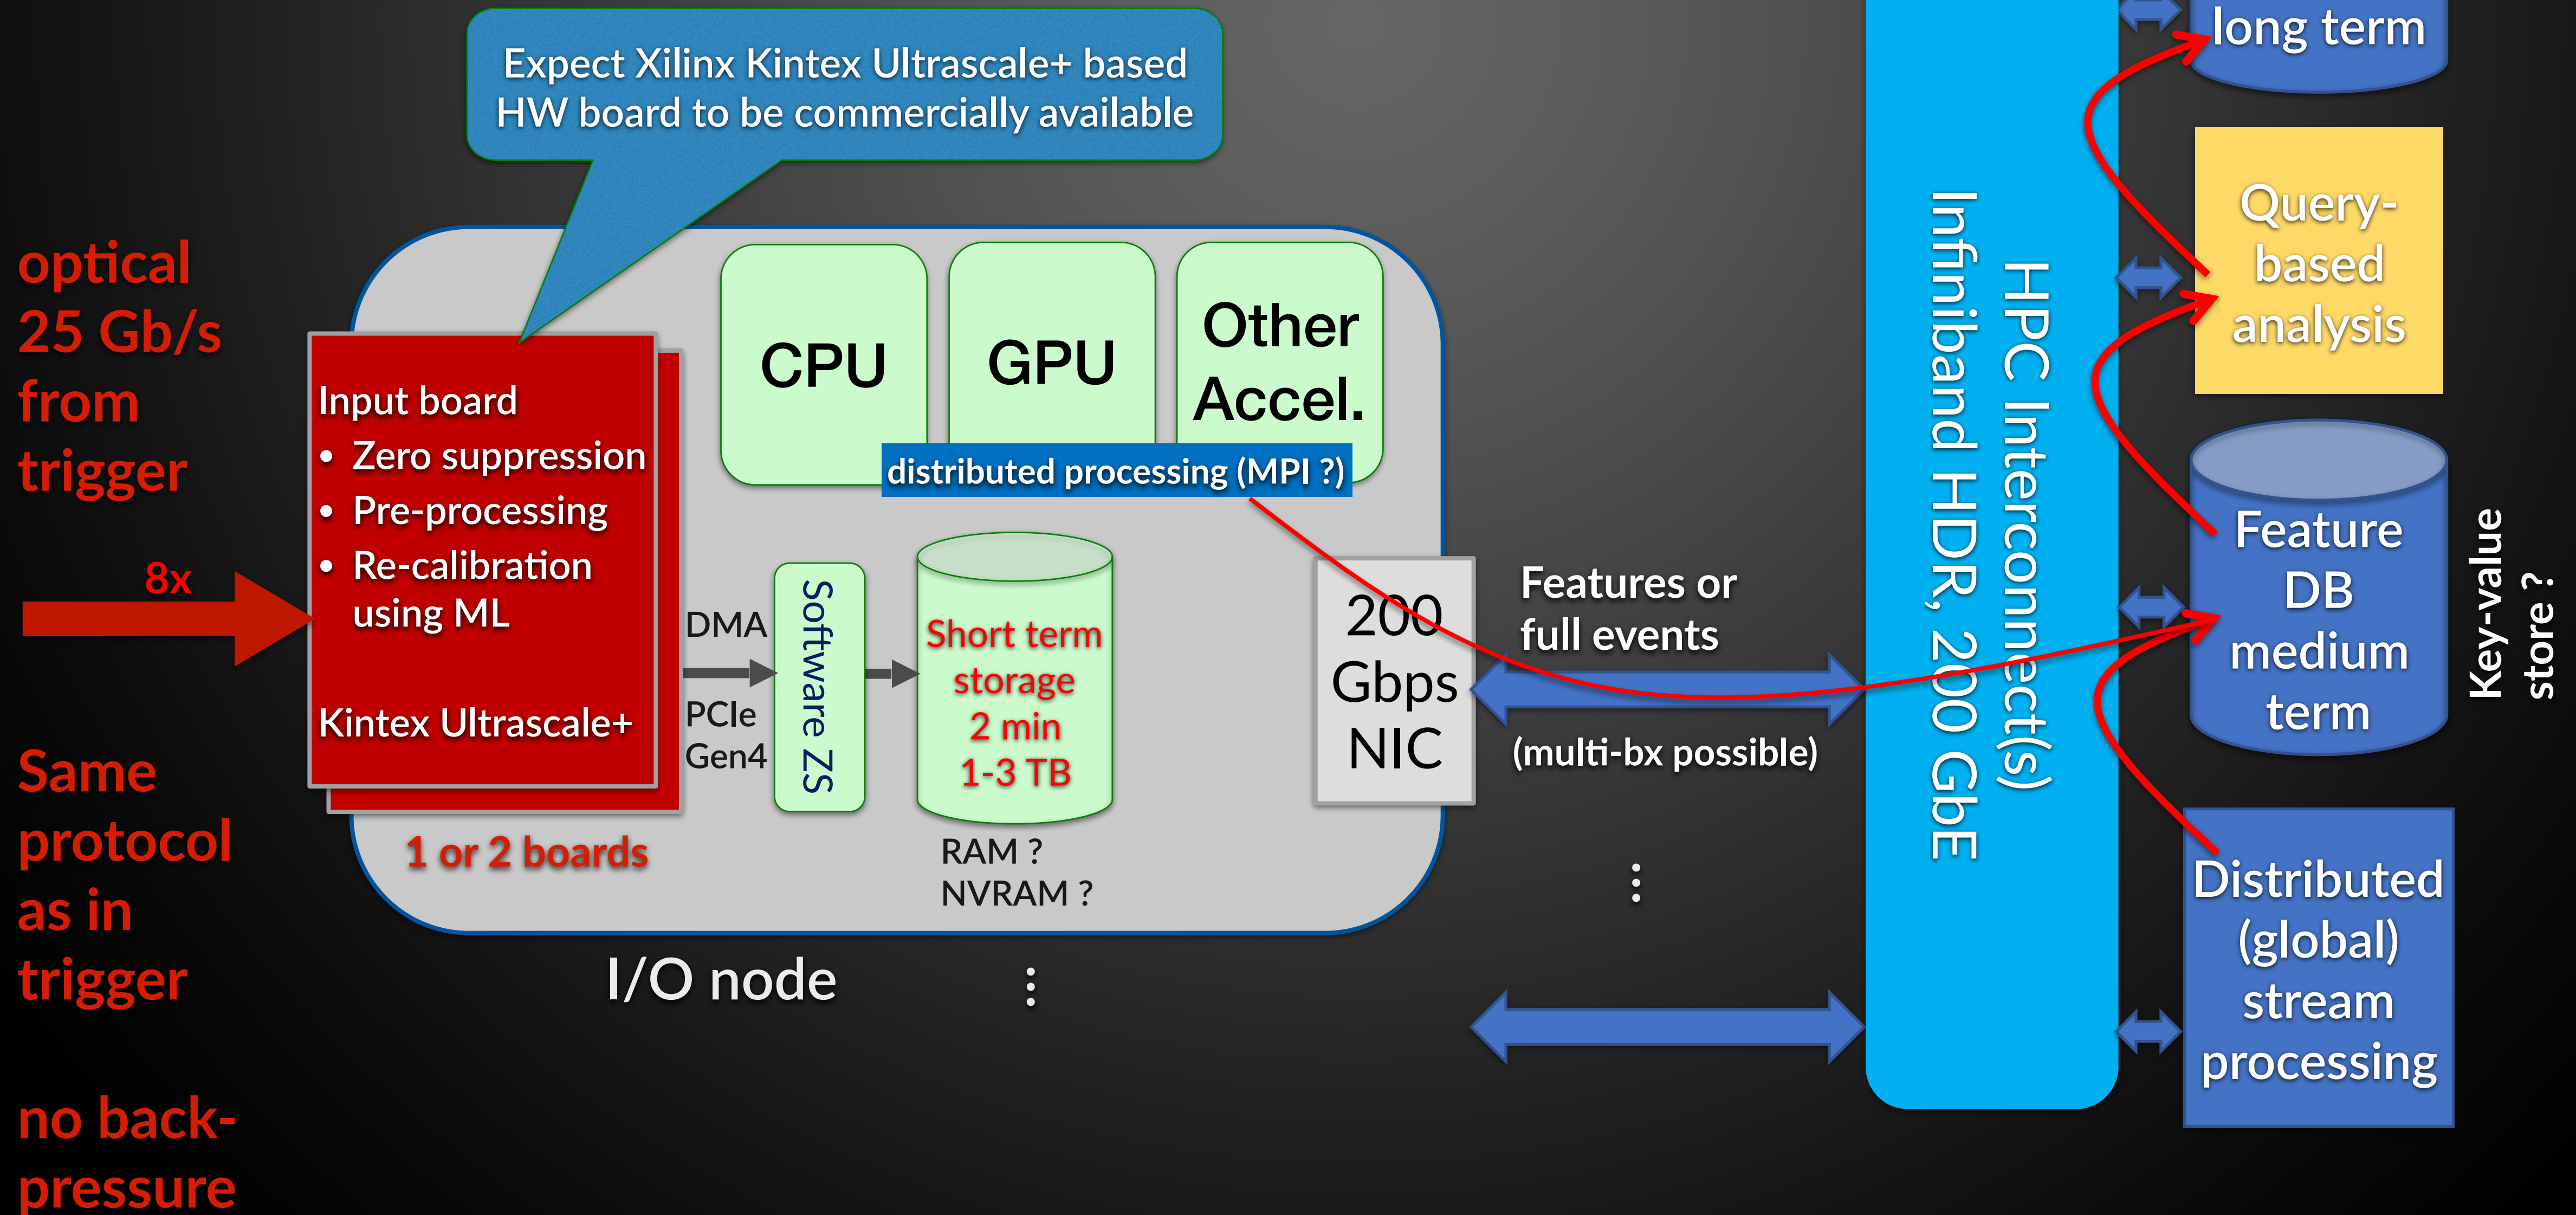 Expect Xilinx Kintex Ultrascale+ based
HW board to be commercially available
optical
25 Gb/s
from
trigger
8x
Same
protocol
as in
trigger
no back-
pressure
Input board
• Zero suppression
• Pre-processing
• Re-calibration
using ML
Kintex Ultrascale+
1 or 2 boards
CPU
GPU
Other
Accel.
distributed processing (MPI ?)
DMA
PCIe
Gen4
Software ZS
Short term
storage
2 min
1-3 TB
RAM ?
NVRAM ?
I/O node
⋮
200
Gbps
NIC
Features or
full events
(multi-bx possible)
⋮
HPC Interconnect(s)
Infiniband HDR, 200 GbE
long term
Query-
based
analysis
Feature
DB
medium
term
Key-value
store ?
Distributed
(global)
stream
processing